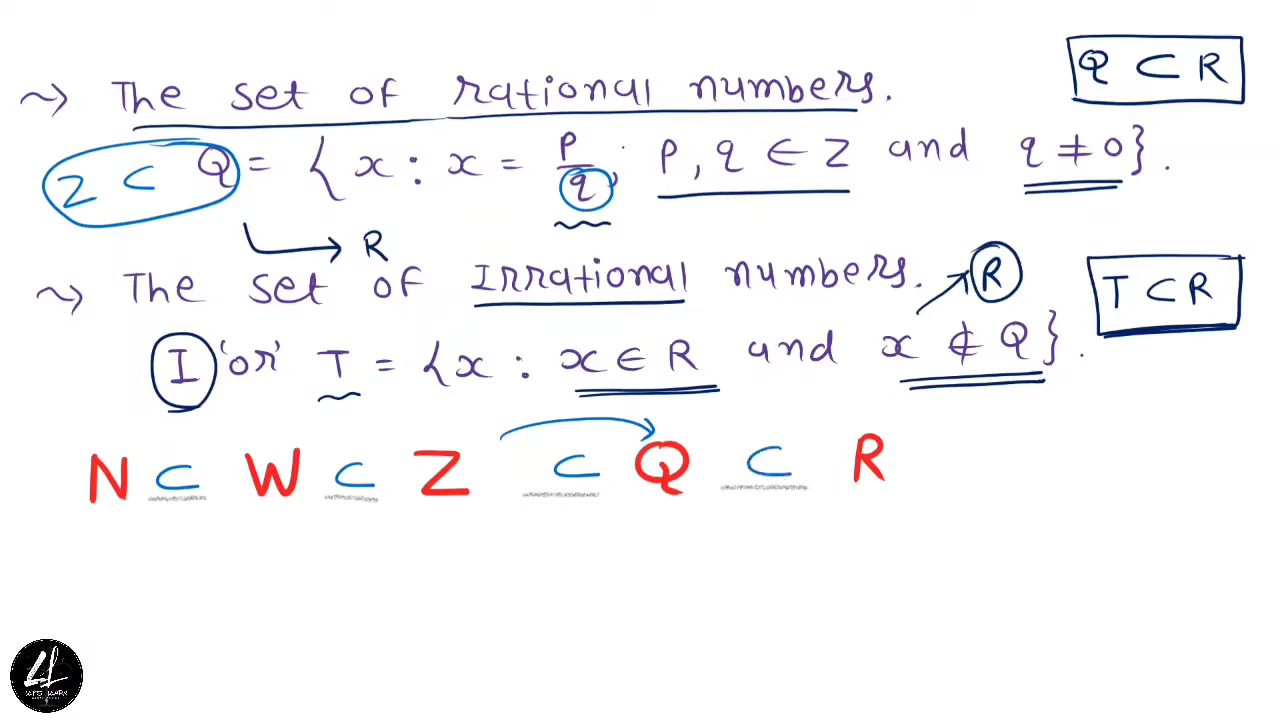 Q ⊂ R
~> The set of rational numbers.
Z ⊂ Q = { x : x = p/q ; p, q ∈ Z and q ≠ 0 }.
R
~> The set of Irrational numbers. R
T ⊂ R
I 'or' T = { x : x ∈ R and x ∉ Q }.
N ⊂ W ⊂ Z ⊂ Q ⊂ R